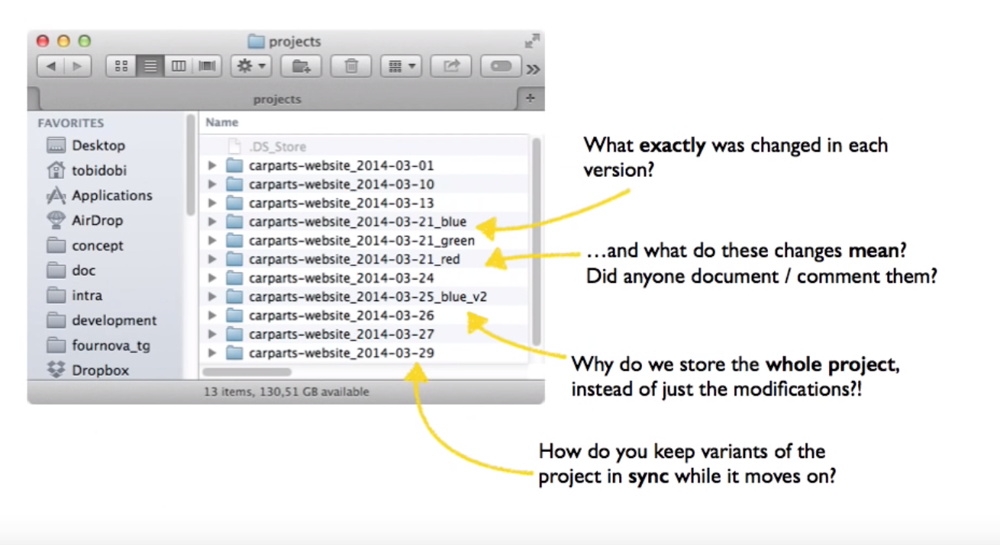 projects
projects
FAVORITES
Desktop
tobidobi
Applications
AirDrop
concept
doc
intra
development
fournova_tg
Dropbox
Name
.DS_Store
carparts-website_2014-03-01
carparts-website_2014-03-10
carparts-website_2014-03-13
carparts-website_2014-03-21_blue
carparts-website_2014-03-21_green
carparts-website_2014-03-21_red
carparts-website_2014-03-24
carparts-website_2014-03-25_blue_v2
carparts-website_2014-03-26
carparts-website_2014-03-27
carparts-website_2014-03-29
13 items, 130,51 GB available
What exactly was changed in each
version?
...and what do these changes mean?
Did anyone document / comment them?
Why do we store the whole project,
instead of just the modifications?!
How do you keep variants of the
project in sync while it moves on?